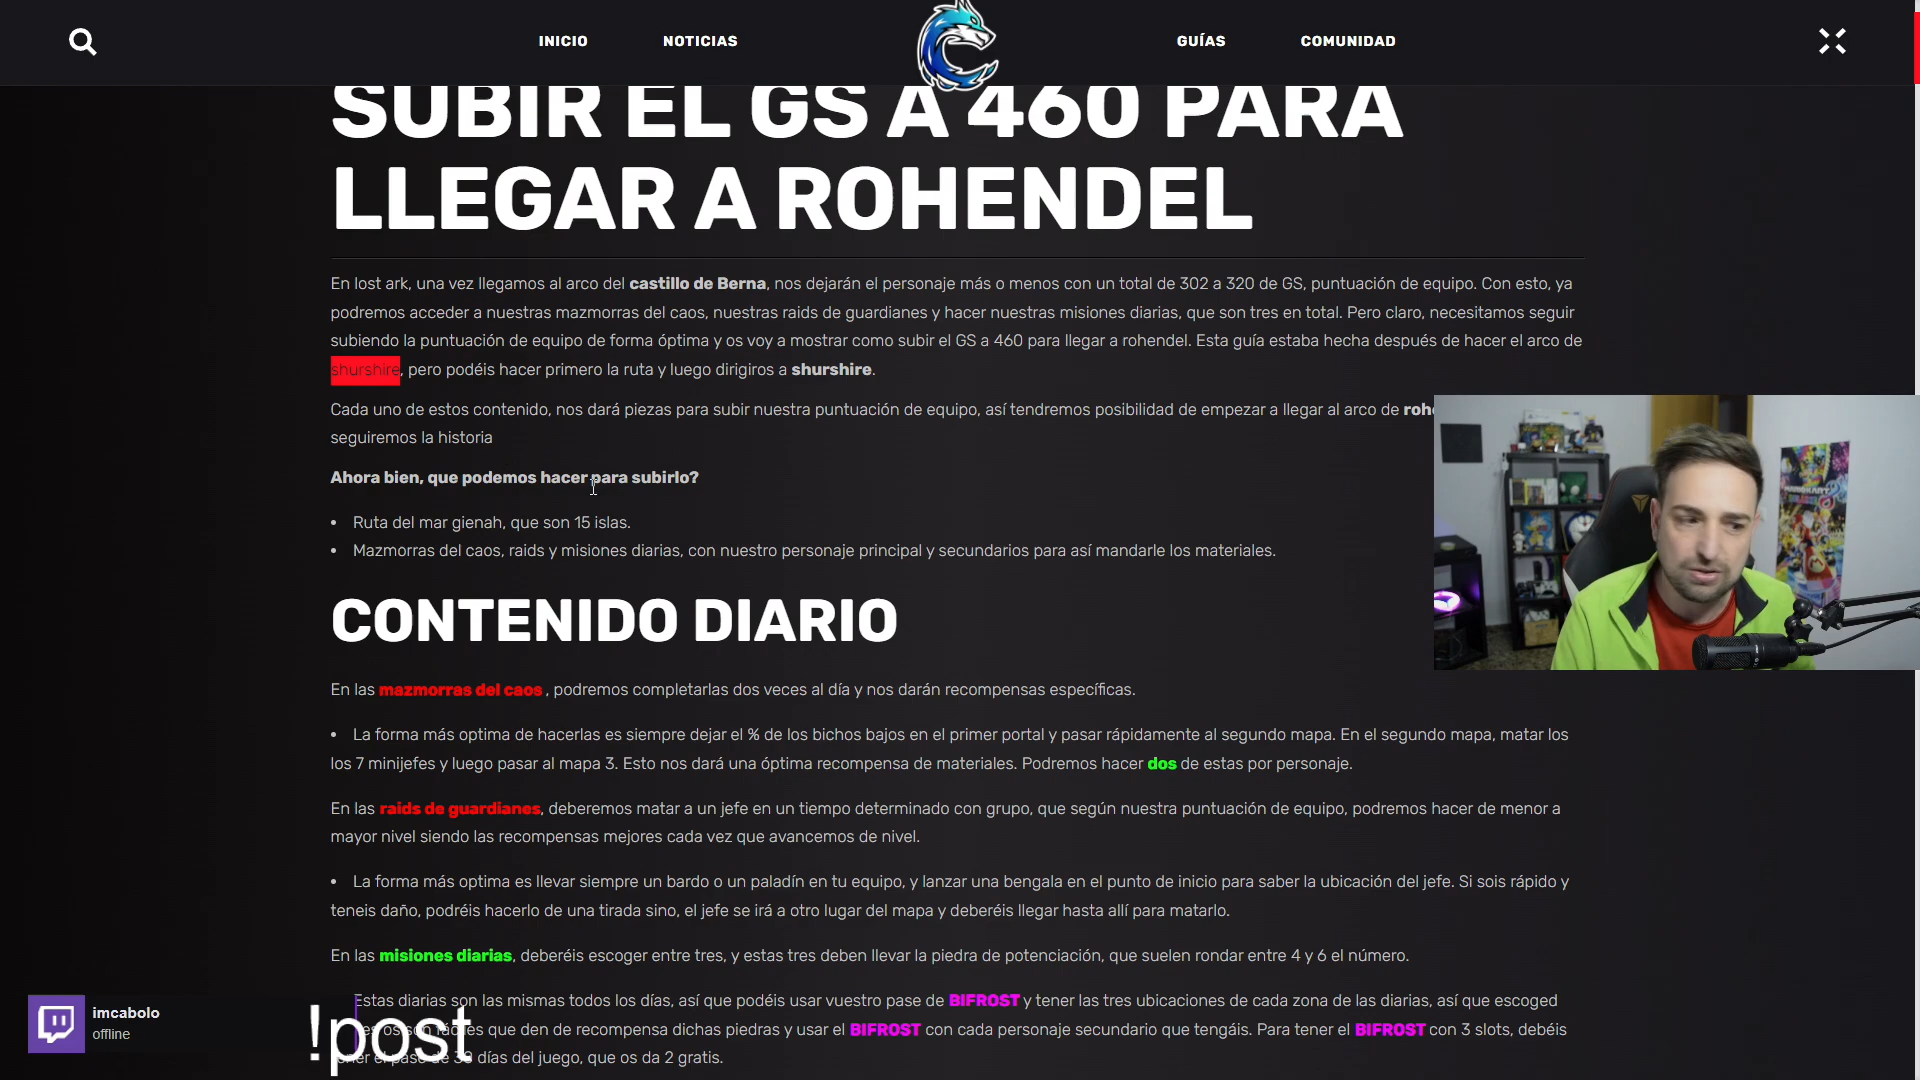 INICIO NOTICIAS GUÍAS COMUNIDAD
SUBIR EL GS A 460 PARA
LLEGAR A ROHENDEL
En lost ark, una vez llegamos al arco del castillo de Berna, nos dejarán el personaje más o menos con un total de 302 a 320 de GS, puntuación de equipo. Con esto, ya
podremos acceder a nuestras mazmorras del caos, nuestras raids de guardianes y hacer nuestras misiones diarias, que son tres en total. Pero claro, necesitamos seguir
subiendo la puntuación de equipo de forma óptima y os voy a mostrar como subir el GS a 460 para llegar a rohendel. Esta guía estaba hecha después de hacer el arco de
shurshire, pero podéis hacer primero la ruta y luego dirigiros a shurshire.
Cada uno de estos contenido, nos dará piezas para subir nuestra puntuación de equipo, así tendremos posibilidad de empezar a llegar al arco de
seguiremos la historia
Ahora bien, que podemos hacer para subirlo?
• Ruta del mar gienah, que son 15 islas.
• Mazmorras del caos, raids y misiones diarias, con nuestro personaje principal y secundarios para así mandarle los materiales.
CONTENIDO DIARIO
En las mazmorras del caos , podremos completarlas dos veces al día y nos darán recompensas específicas.
• La forma más optima de hacerlas es siempre dejar el % de los bichos bajos en el primer portal y pasar rápidamente al segundo mapa. En el segundo mapa, matar los
los 7 minijefes y luego pasar al mapa 3. Esto nos dará una óptima recompensa de materiales. Podremos hacer dos de estas por personaje.
En las raids de guardianes, deberemos matar a un jefe en un tiempo determinado con grupo, que según nuestra puntuación de equipo, podremos hacer de menor a
mayor nivel siendo las recompensas mejores cada vez que avancemos de nivel.
• La forma más optima es llevar siempre un bardo o un paladín en tu equipo, y lanzar una bengala en el punto de inicio para saber la ubicación del jefe. Si sois rápido y
teneis daño, podréis hacerlo de una tirada sino, el jefe se irá a otro lugar del mapa y deberéis llegar hasta allí para matarlo.
En las misiones diarias, deberéis escoger entre tres, y estas tres deben llevar la piedra de potenciación, que suelen rondar entre 4 y 6 el número.
Estas diarias son las mismas todos los días, así que podéis usar vuestro pase de BIFROST y tener las tres ubicaciones de cada zona de las diarias, así que escoged
que den de recompensa dichas piedras y usar el BIFROST con cada personaje secundario que tengáis. Para tener el BIFROST con 3 slots, debéis
días del juego, que os da 2 gratis.
imcabolo
offline
!post